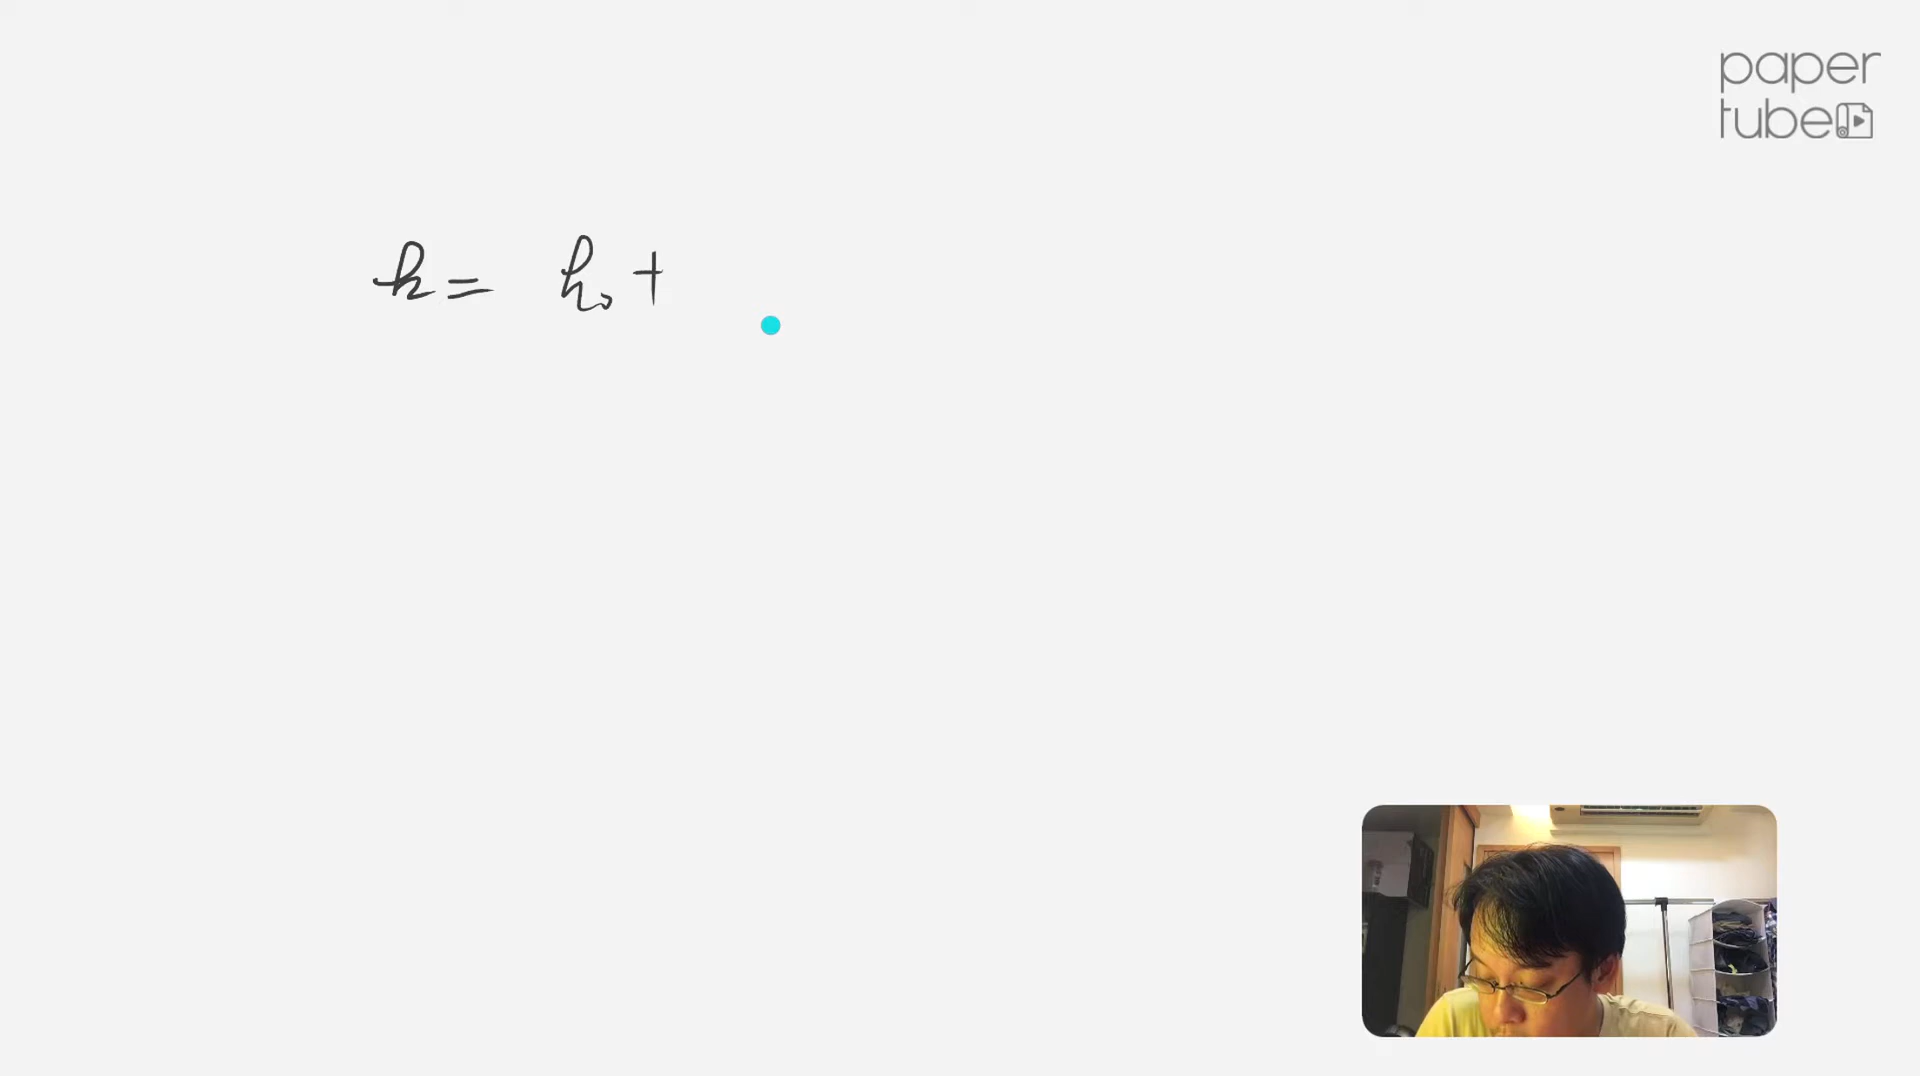 paper
tube
h = h₀ +